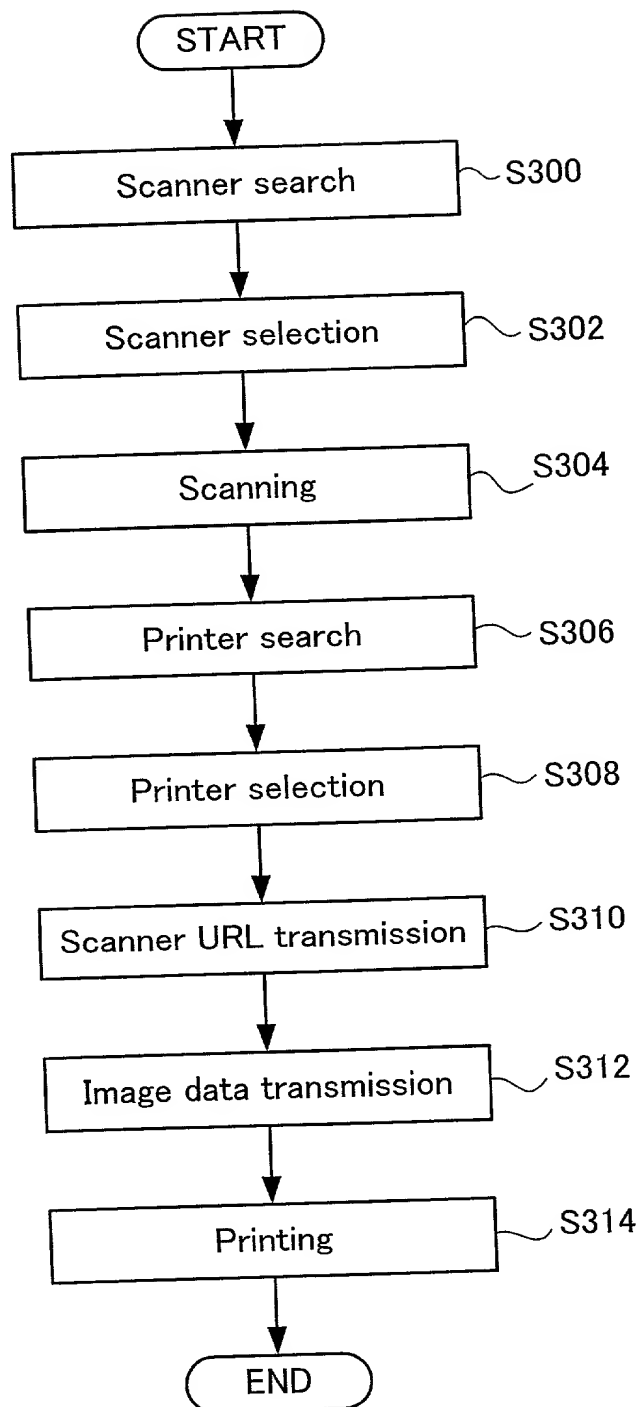 START
Scanner search
S300
Scanner selection
S302
Scanning
S304
Printer search
S306
Printer selection
S308
Scanner URL transmission
S310
Image data transmission
S312
Printing
S314
END